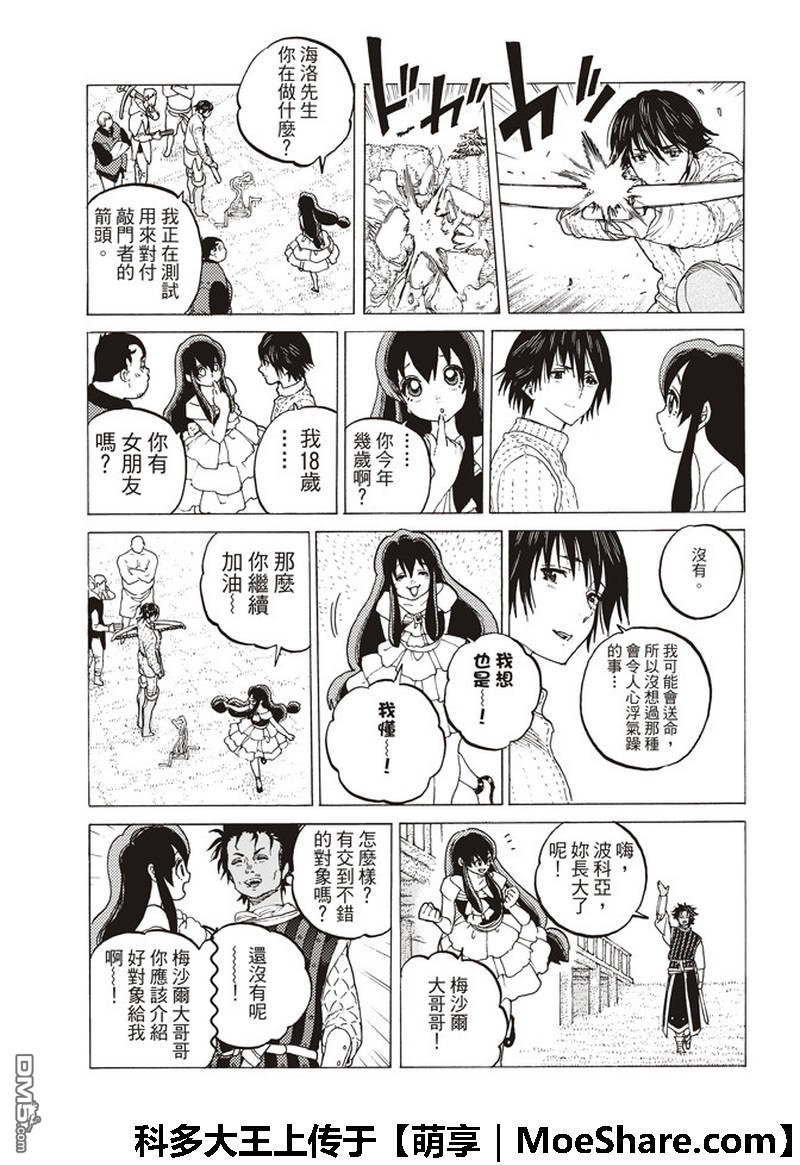 ドドド
海洛先生
你在做什麼？
我正在測試
用來對付
敲門者的
箭頭。
你今年
幾歲啊？
我18歲
……
你有
女朋友
嗎？
沒有。
我可能會送命，
所以沒想過那種
會令人心浮氣躁
的事…
我想
也是～！
我懂～！
那麼
你繼續
加油～
嗨，
波科亞，
妳長大了
呢！
梅沙爾
大哥哥！
怎麼樣？
有交到不錯
的對象嗎？
還沒有呢
～～！
梅沙爾大哥哥
你應該介紹
好對象給我
啊～！
DM5.com
科多大王上传于【萌享 | MoeShare.com】